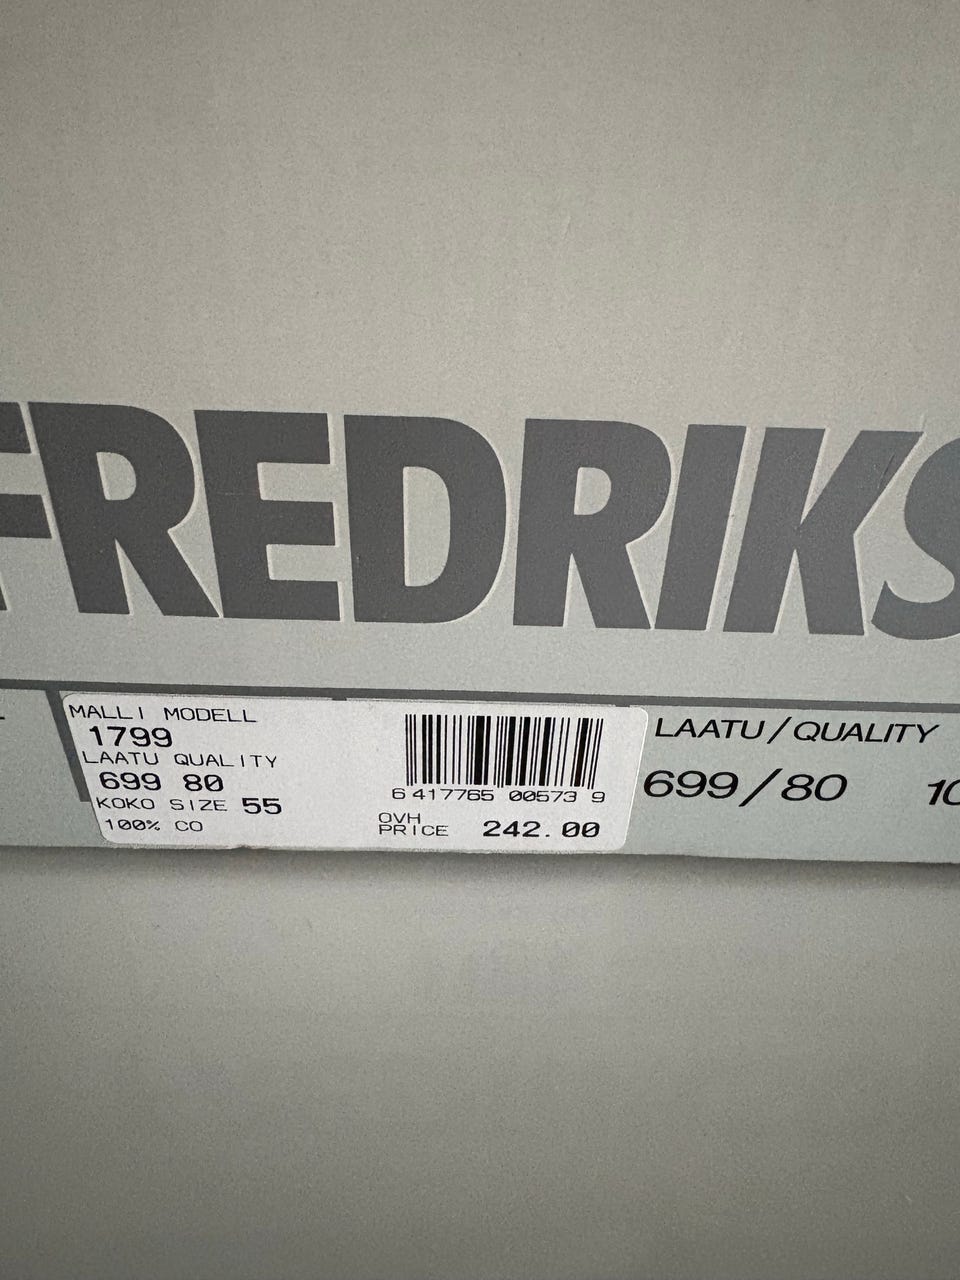 FREDRIKS
MALLI MODELL
1799
LAATU QUALITY
699 80
KOKO SIZE 55
100% CO
6 417765 00573 9
OVH
PRICE 242.00
LAATU/QUALITY
699/80 10